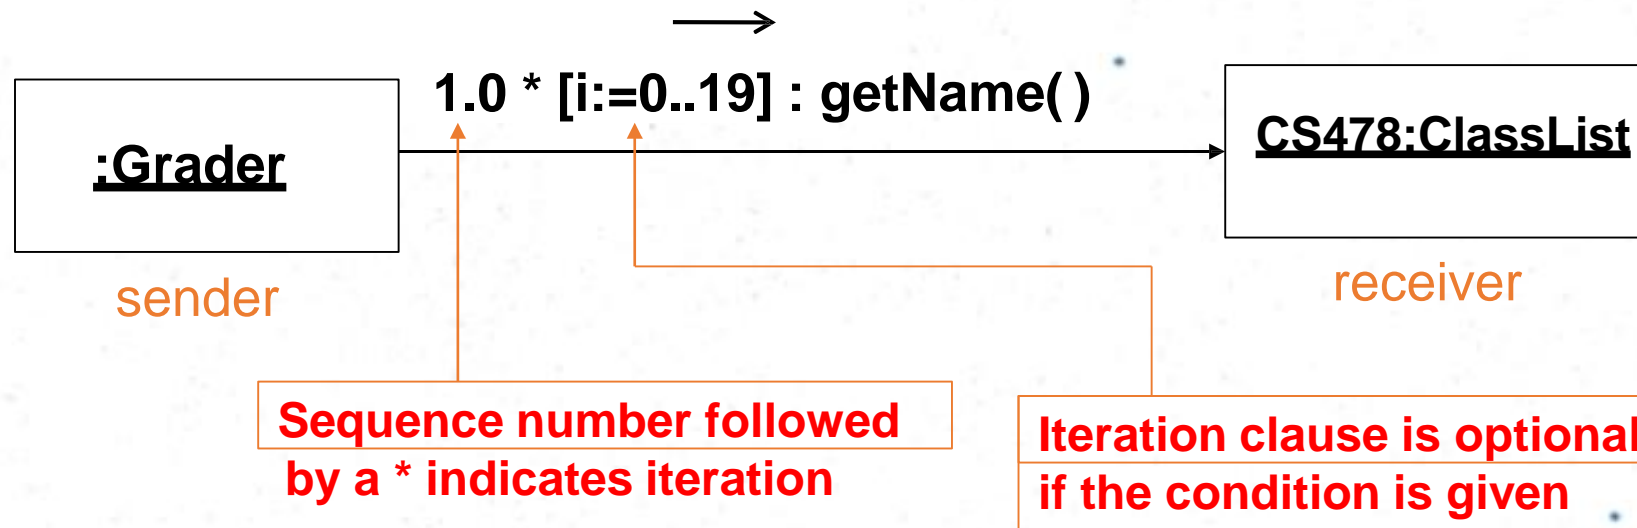 1.0 * [i:=0..19] : getName( )
:Grader
CS478:ClassList
sender
receiver
Sequence number followed
by a * indicates iteration
Iteration clause is optional
if the condition is given